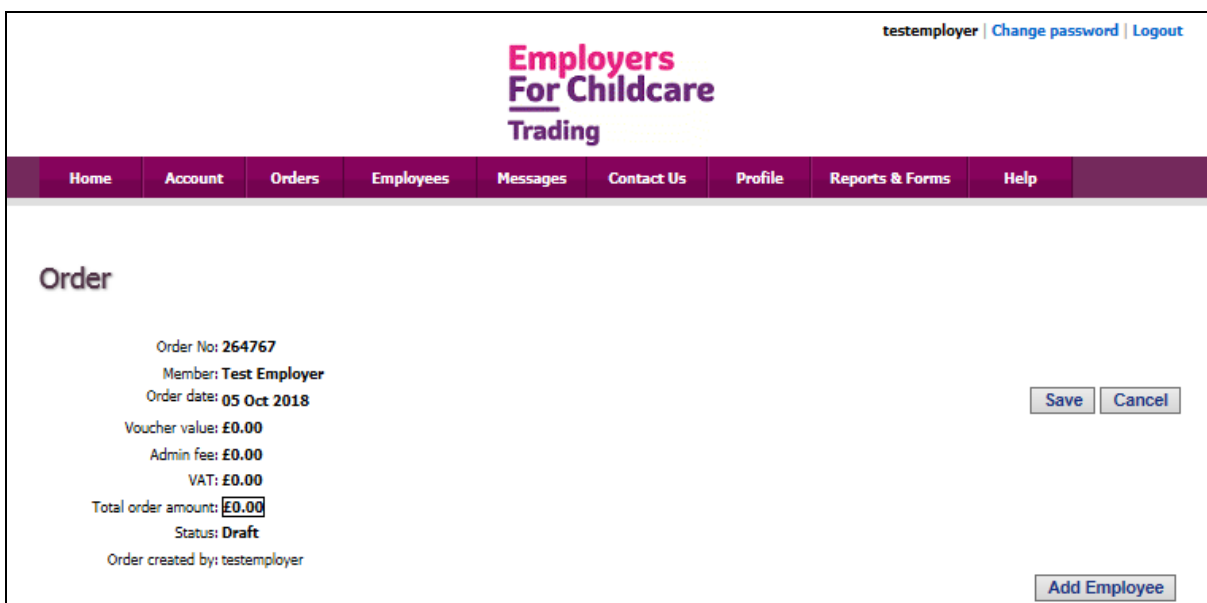 testemployer | Change password | Logout
Employers
For Childcare
Trading
Home Account Orders Employees Messages Contact Us Profile Reports & Forms Help
Order
Order No: 264767
Member: Test Employer
Order date: 05 Oct 2018
Save Cancel
Voucher value: £0.00
Admin fee: £0.00
VAT: £0.00
Total order amount: £0.00
Status: Draft
Order created by: testemployer
Add Employee